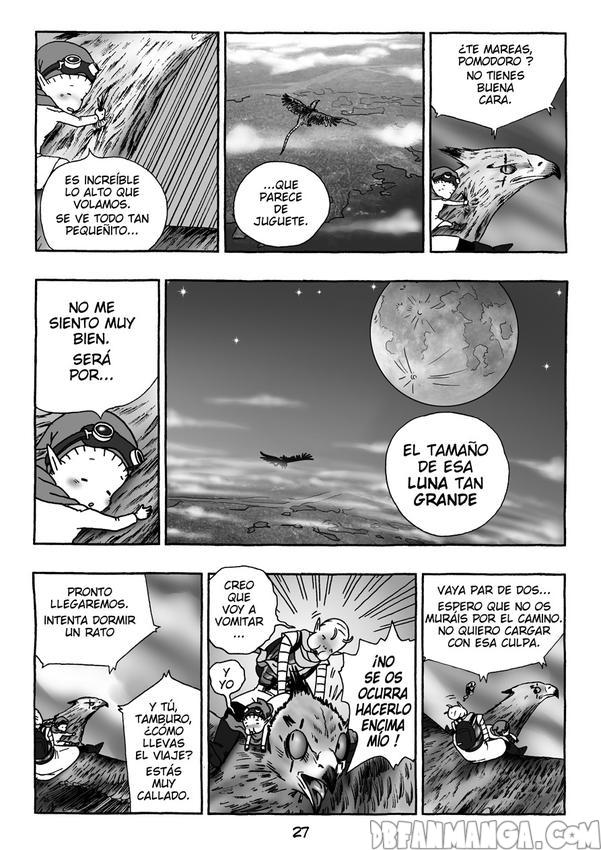 ES INCREÍBLE
LO ALTO QUE
VOLAMOS.
SE VE TODO TAN
PEQUEÑITO...
...QUE
PARECE
DE
JUGUETE.
¿TE MAREAS,
POMODORO ?
NO TIENES
BUENA
CARA.
NO ME
SIENTO MUY
BIEN.
SERÁ
POR...
EL TAMAÑO
DE ESA
LUNA TAN
GRANDE
PRONTO
LLEGAREMOS.
INTENTA DORMIR
UN RATO
Y TÚ,
TAMBURO,
¿CÓMO
LLEVAS
EL VIAJE?
ESTÁS
MUY
CALLADO.
CREO
QUE VOY
A
VOMITAR
...
Y
YO
¡NO
SE OS
OCURRA
HACERLO
ENCIMA
MÍO !
VAYA PAR DE DOS...
ESPERO QUE NO OS
MURÁIS POR EL CAMINO.
NO QUIERO CARGAR
CON ESA CULPA.
27
DBFANMANGA.COM